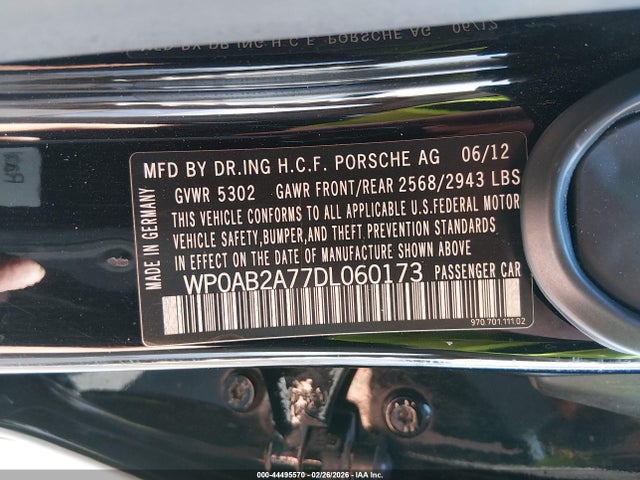 MFD BY DR.ING H.C.F. PORSCHE AG 06/12
GVWR 5302 GAWR FRONT/REAR 2568/2943 LBS
THIS VEHICLE CONFORMS TO ALL APPLICABLE U.S.FEDERAL MOTOR
VEHICLE SAFETY,BUMPER,AND THEFT PREVENTION STANDARDS
IN EFFECT ON THE DATE OF MANUFACTURE SHOWN ABOVE.
WP0AB2A77DL060173 PASSENGER CAR
970.701.111.02
MADE IN GERMANY
000-44495570 | 02/26/2026 - IAA Inc.